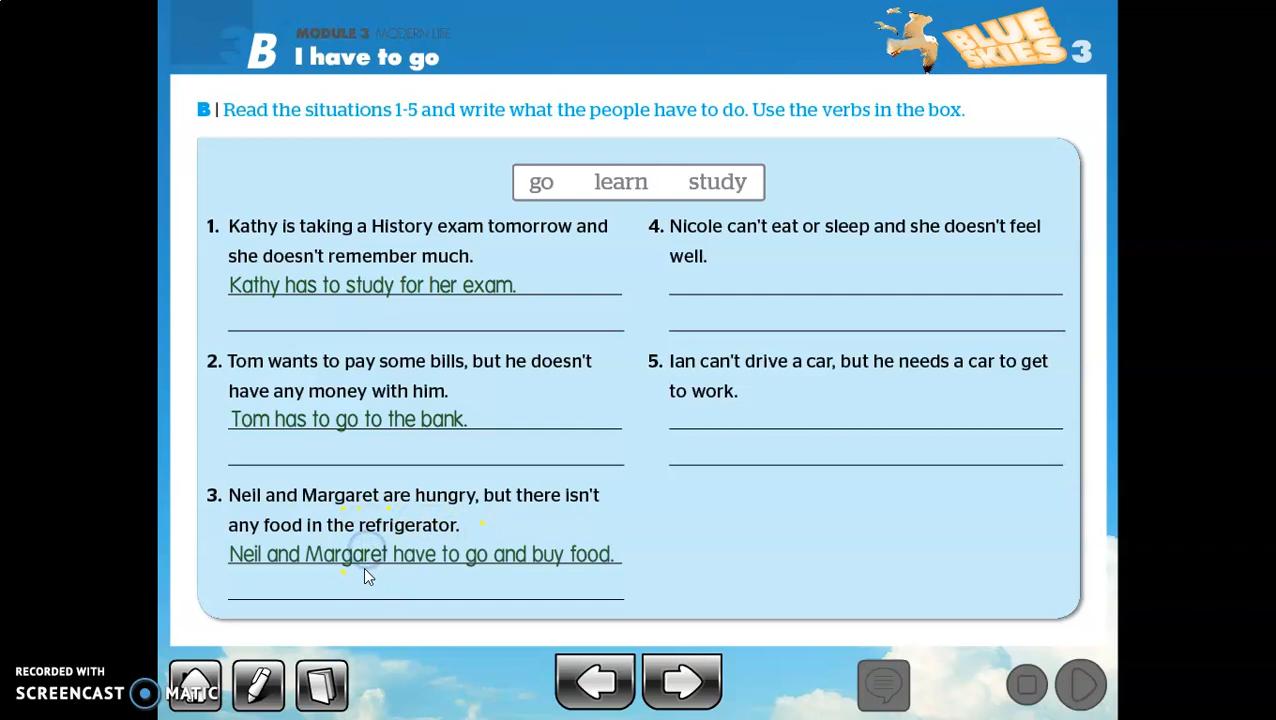 3 B
MODULE 3 MODERN LIFE
I have to go
BLUE SKIES 3
B | Read the situations 1-5 and write what the people have to do. Use the verbs in the box.
go learn study
1. Kathy is taking a History exam tomorrow and
she doesn't remember much.
Kathy has to study for her exam.
2. Tom wants to pay some bills, but he doesn't
have any money with him.
Tom has to go to the bank.
3. Neil and Margaret are hungry, but there isn't
any food in the refrigerator.
Neil and Margaret have to go and buy food.
4. Nicole can't eat or sleep and she doesn't feel
well.
5. Ian can't drive a car, but he needs a car to get
to work.
RECORDED WITH
SCREENCAST MATIC